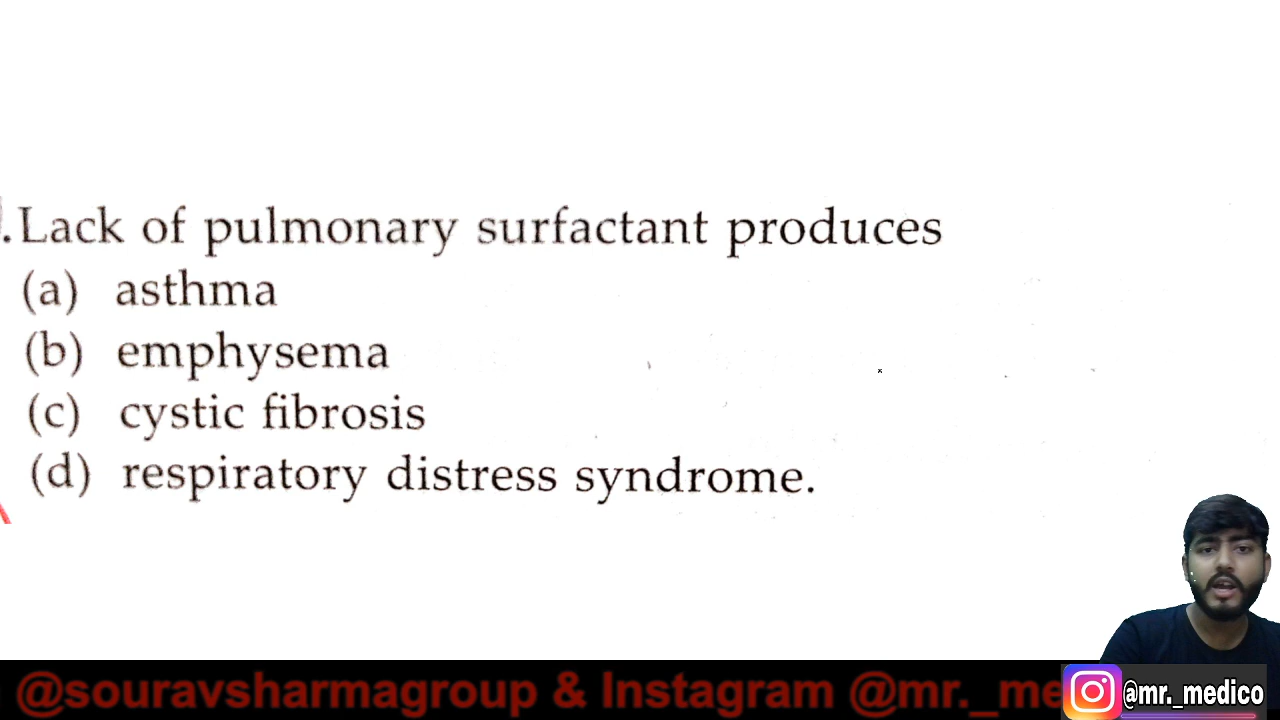 .Lack of pulmonary surfactant produces
(a) asthma
(b) emphysema
(c) cystic fibrosis
(d) respiratory distress syndrome.
@souravsharmagroup & Instagram @mr._me
@mr._medico